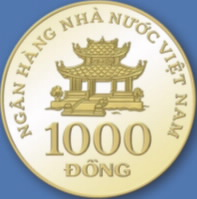 NGÂN HÀNG NHÀ NƯỚC VIỆT NAM
1000
ĐỒNG